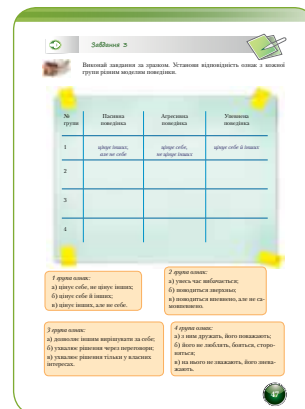 Завдання 3
Виконай завдання за зразком. Установи відповідність ознак з кожної
групи різним моделям поведінки.
№ групи
Пасивна поведінка
Агресивна поведінка
Упевнена поведінка
1
цінує інших, але не себе
цінує себе, не цінує інших
цінує себе й інших
2
3
4
1 група ознак:
а) цінує себе, не цінує інших;
б) цінує себе й інших;
в) цінує інших, але не себе.
2 група ознак:
а) увесь час вибачається;
б) поводиться зверхньо;
в) поводиться впевнено, але не са-
мовпевнено.
3 група ознак:
а) дозволяє іншим вирішувати за себе;
б) ухвалює рішення через переговори;
в) ухвалює рішення тільки у власних
інтересах.
4 група ознак:
а) з ним дружать, його поважають;
б) його не люблять, бояться, сторо-
няться;
в) на нього не зважають, його знева-
жають.
47